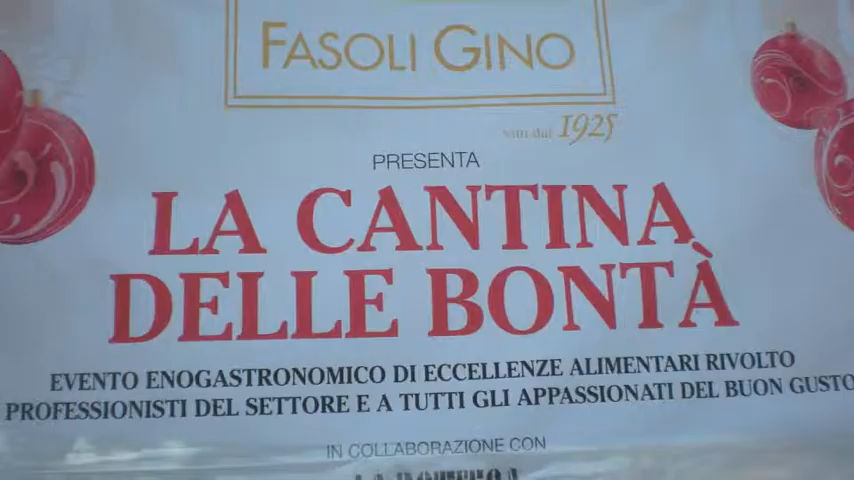 FASOLI GINO
vini dal 1925
PRESENTA
LA CANTINA
DELLE BONTÀ
EVENTO ENOGASTRONOMICO DI ECCELLENZE ALIMENTARI RIVOLTO
PROFESSIONISTI DEL SETTORE E A TUTTI GLI APPASSIONATI DEL BUON GUSTO
IN COLLABORAZIONE CON